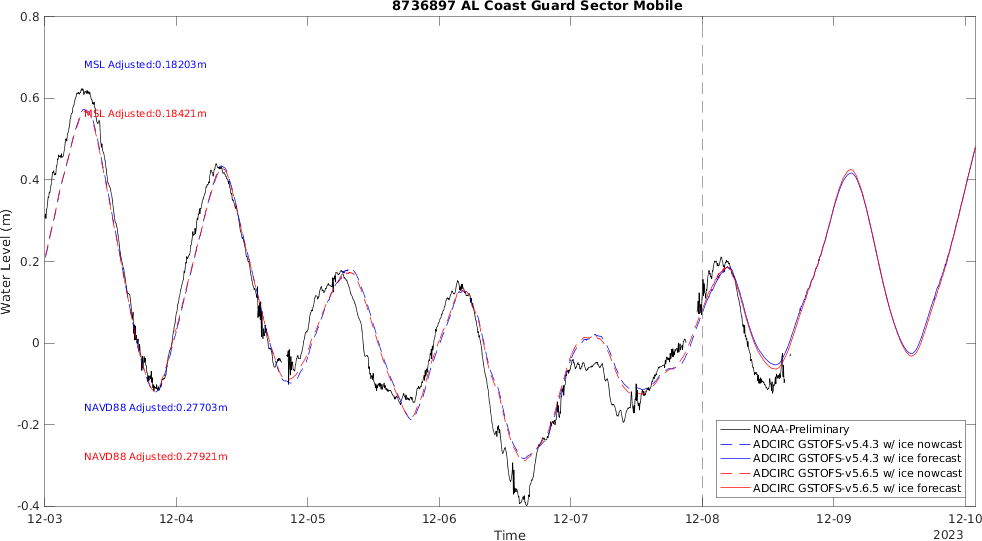 8736897 AL Coast Guard Sector Mobile
0.8
0.6
0.4
0.2
0
-0.2
-0.4
Water Level (m)
MSL Adjusted:0.18203m
MSL Adjusted:0.18421m
NAVD88 Adjusted:0.27703m
NAVD88 Adjusted:0.27921m
NOAA-Preliminary
ADCIRC GSTOFS-v5.4.3 w/ ice nowcast
ADCIRC GSTOFS-v5.4.3 w/ ice forecast
ADCIRC GSTOFS-v5.6.5 w/ ice nowcast
ADCIRC GSTOFS-v5.6.5 w/ ice forecast
12-03 12-04 12-05 12-06 12-07 12-08 12-09 12-10
Time
2023